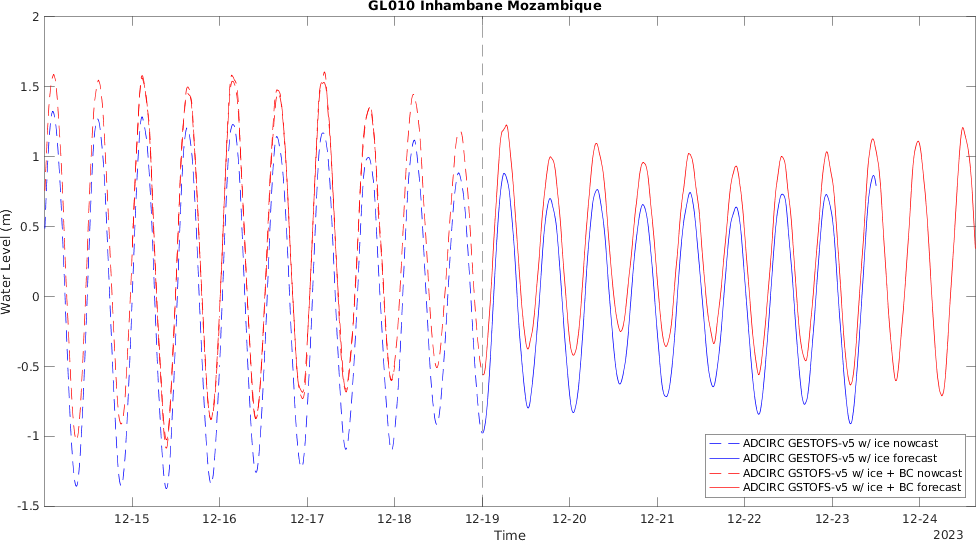 GL010 Inhambane Mozambique
2
1.5
1
0.5
0
-0.5
-1
-1.5
Water Level (m)
ADCIRC GESTOFS-v5 w/ ice nowcast
ADCIRC GESTOFS-v5 w/ ice forecast
ADCIRC GSTOFS-v5 w/ ice + BC nowcast
ADCIRC GSTOFS-v5 w/ ice + BC forecast
12-15 12-16 12-17 12-18 12-19 12-20 12-21 12-22 12-23 12-24
Time
2023